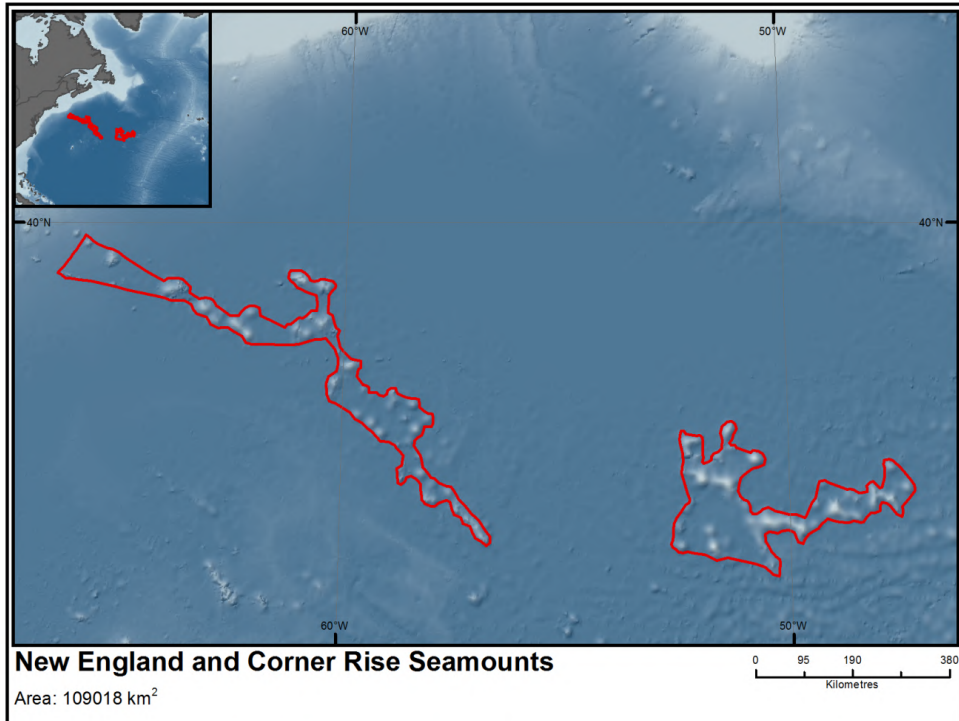 60°W 50°W
40°N 40°N
60°W 50°W
New England and Corner Rise Seamounts
Area: 109018 km²
0 95 190 380
Kilometres